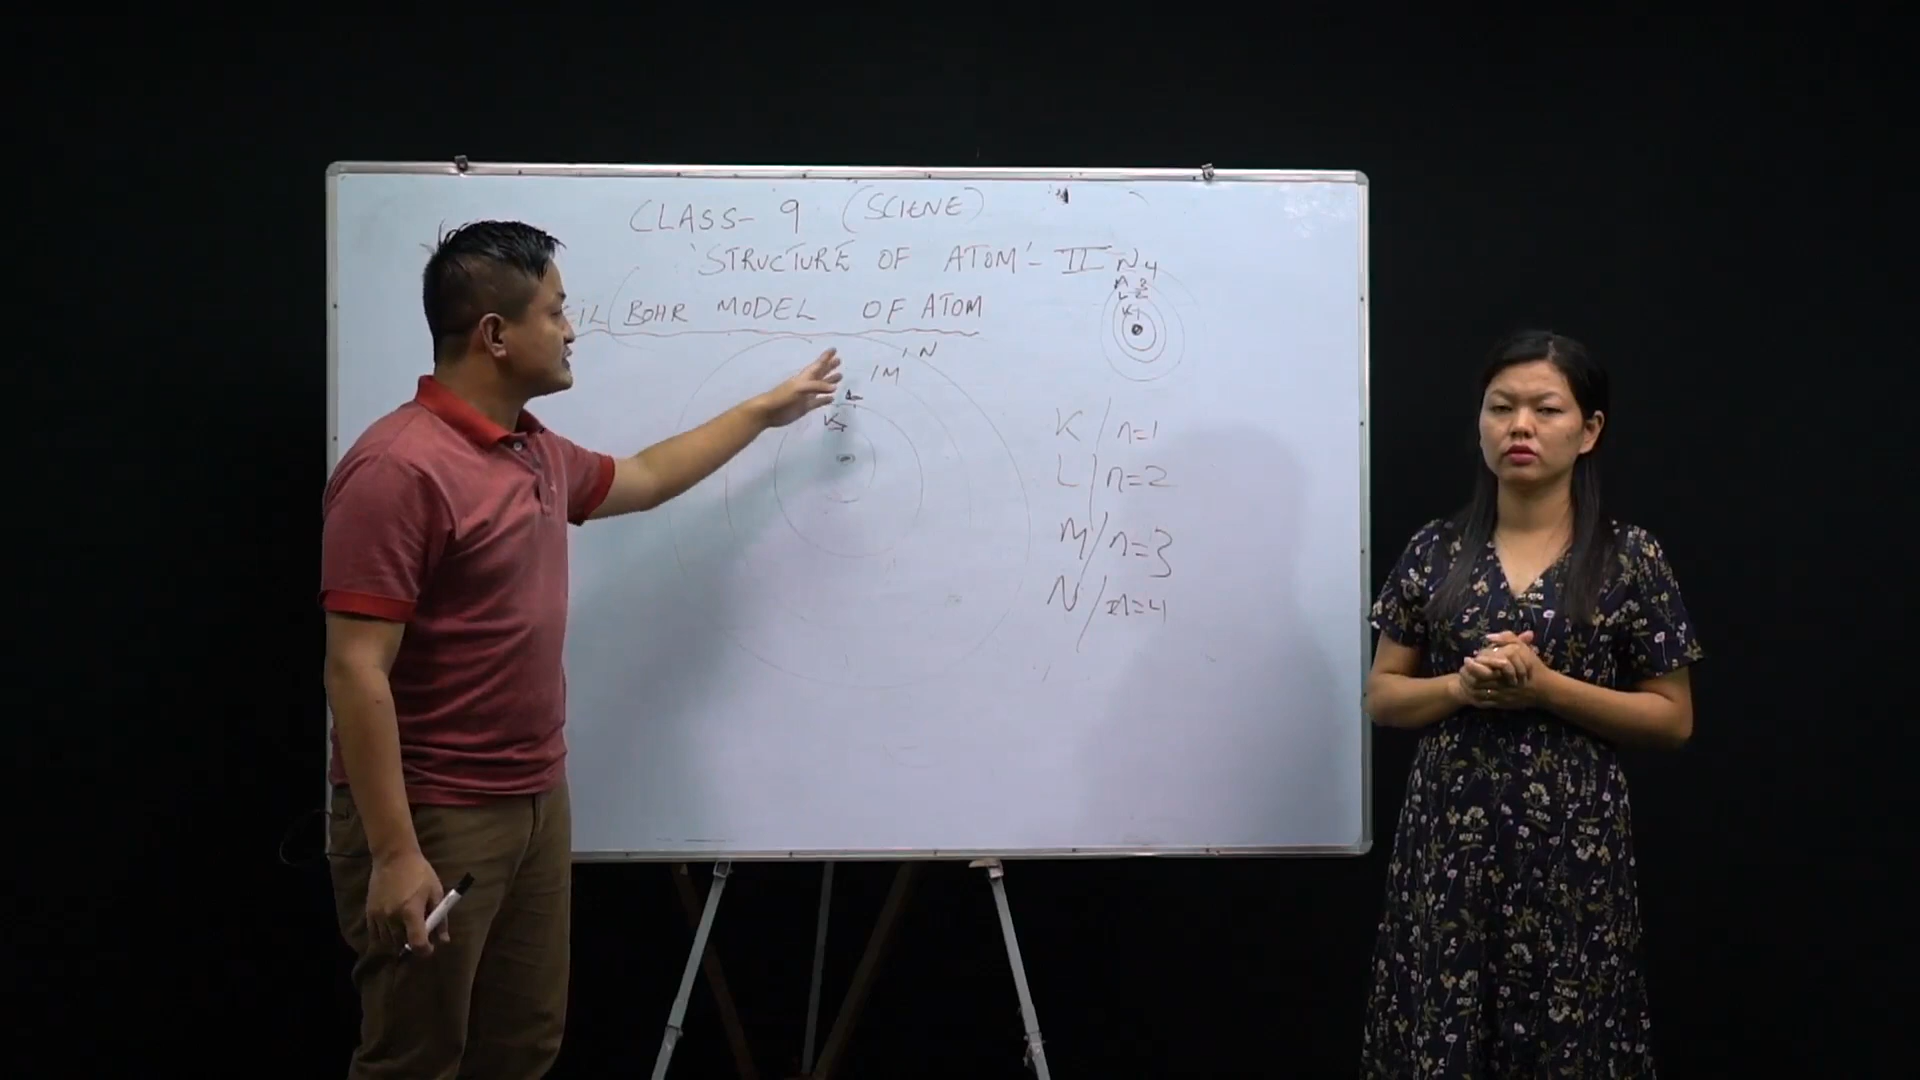 CLASS- 9 (SCIENE)
'STRUCTURE OF ATOM' - II
EIL BOHR MODEL OF ATOM
N 4
M 3
L 2
K 1
N
M
L
K
K / n=1
L / n=2
M / n=3
N / n=4